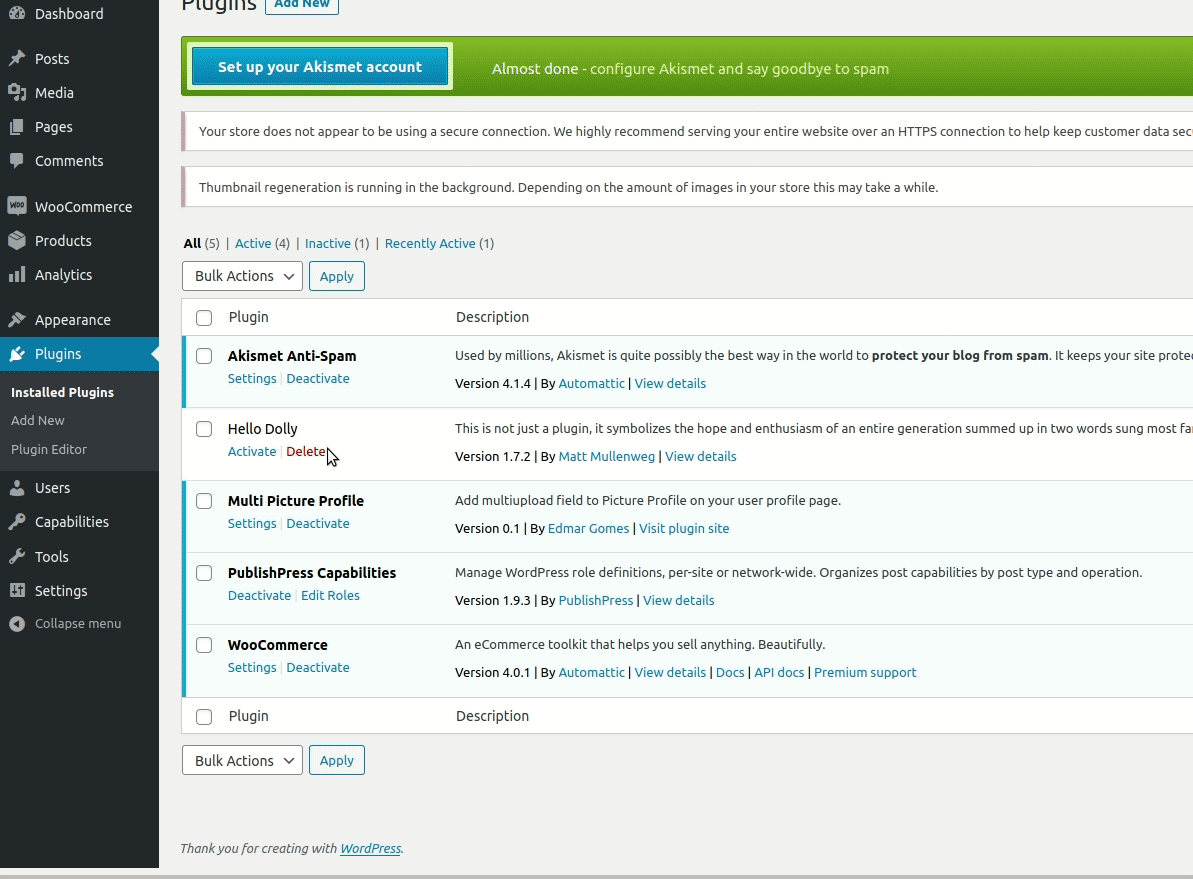 Dashboard
Posts
Media
Pages
Comments
WOO WooCommerce
Products
Analytics
Appearance
Plugins
Installed Plugins
Add New
Plugin Editor
Users
Capabilities
Tools
Settings
Collapse menu
Plugins Add New
Set up your Akismet account Almost done - configure Akismet and say goodbye to spam
Your store does not appear to be using a secure connection. We highly recommend serving your entire website over an HTTPS connection to help keep customer data
Thumbnail regeneration is running in the background. Depending on the amount of images in your store this may take a while.
All (5) | Active (4) | Inactive (1) | Recently Active (1)
Bulk Actions Apply
Plugin Description
Akismet Anti-Spam Used by millions, Akismet is quite possibly the best way in the world to protect your blog from spam. It keeps your site
Settings | Deactivate Version 4.1.4 | By Automattic | View details
Hello Dolly This is not just a plugin, it symbolizes the hope and enthusiasm of an entire generation summed up in two words sung most
Activate | Delete Version 1.7.2 | By Matt Mullenweg | View details
Multi Picture Profile Add multiupload field to Picture Profile on your user profile page.
Settings | Deactivate Version 0.1 | By Edmar Gomes | Visit plugin site
PublishPress Capabilities Manage WordPress role definitions, per-site or network-wide. Organizes post capabilities by post type and operation.
Deactivate | Edit Roles Version 1.9.3 | By PublishPress | View details
WooCommerce An eCommerce toolkit that helps you sell anything. Beautifully.
Settings | Deactivate Version 4.0.1 | By Automattic | View details | Docs | API docs | Premium support
Plugin Description
Bulk Actions Apply
Thank you for creating with WordPress.